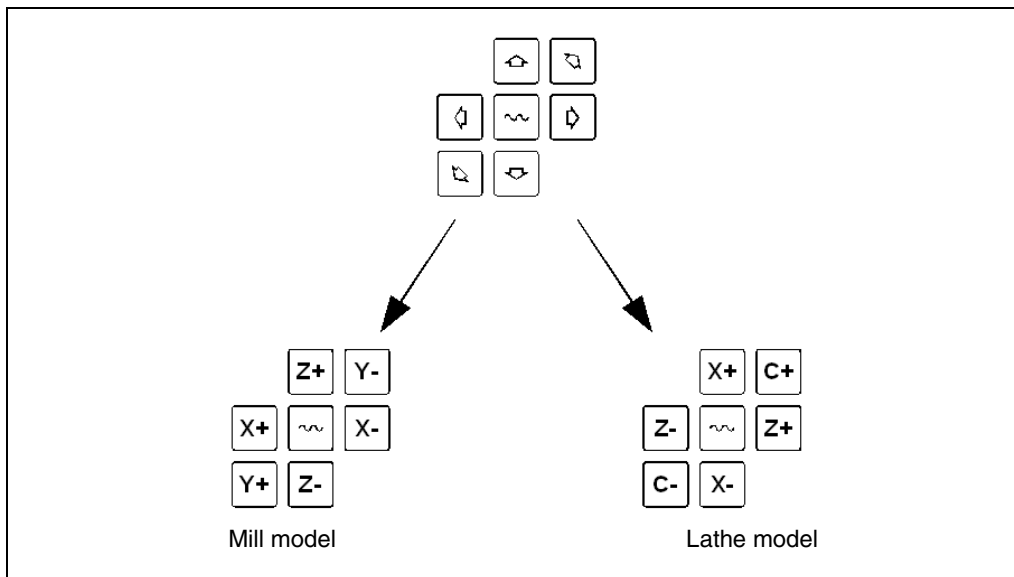 Z+ Y-
X+ X-
Y+ Z-
Mill model
X+ C+
Z- Z+
C- X-
Lathe model